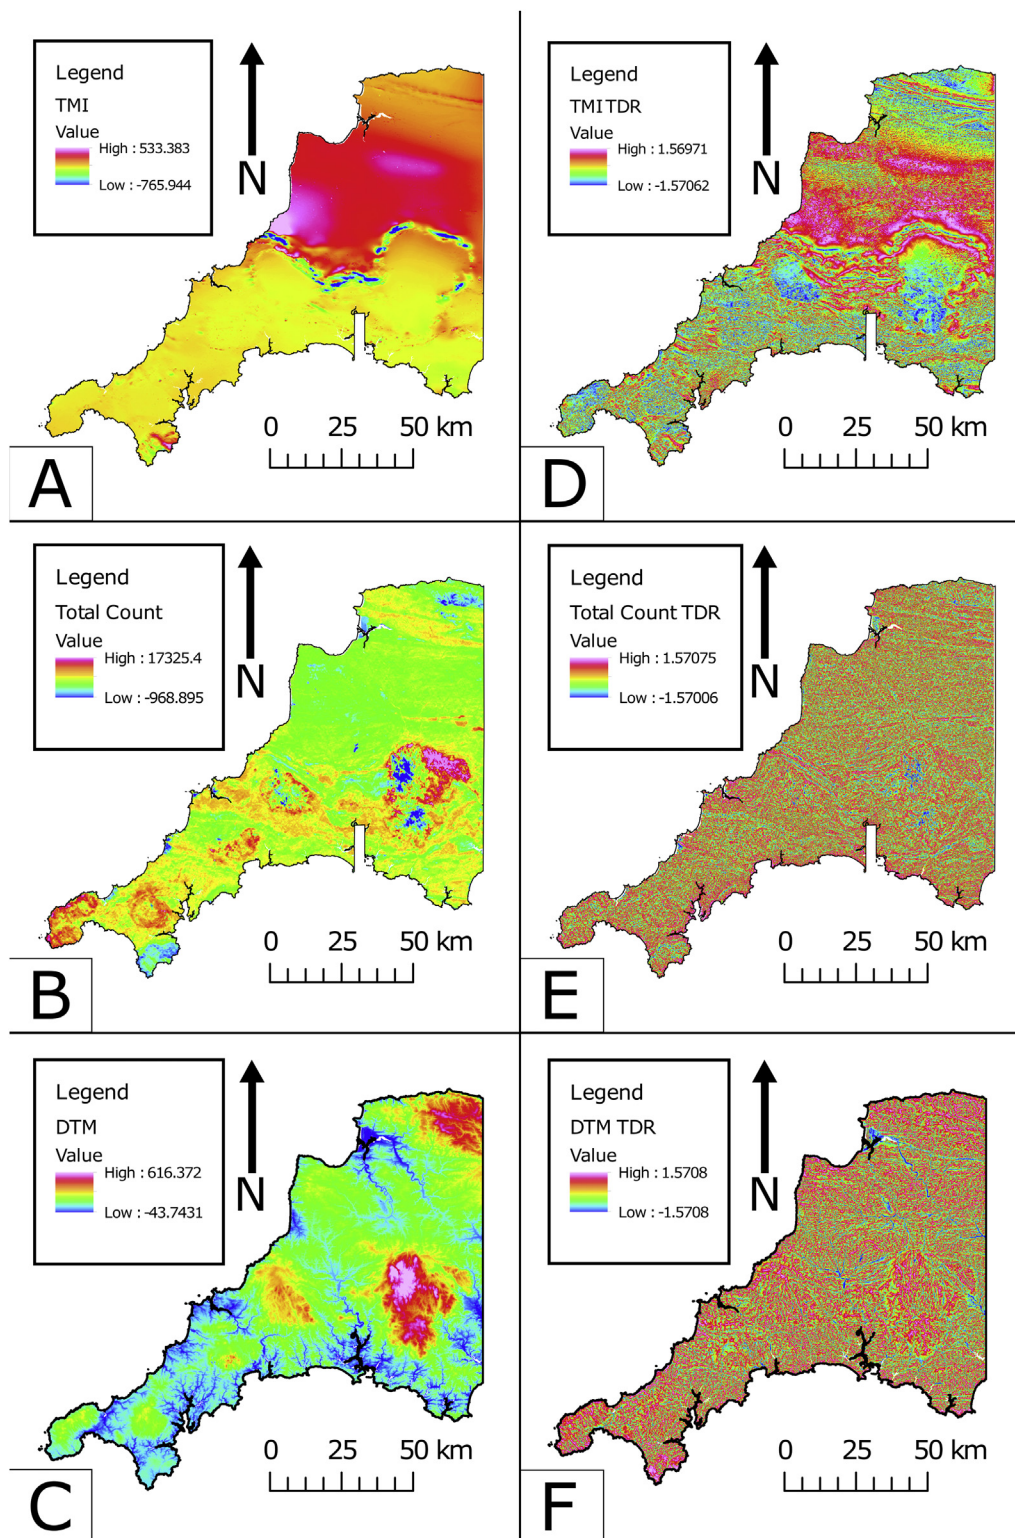 Legend
TMI
Value
High : 533.383
Low : -765.944
N
0 25 50 km
A
Legend
TMI TDR
Value
High : 1.56971
Low : -1.57062
N
0 25 50 km
D
Legend
Total Count
Value
High : 17325.4
Low : -968.895
N
0 25 50 km
B
Legend
Total Count TDR
Value
High : 1.57075
Low : -1.57006
N
0 25 50 km
E
Legend
DTM
Value
High : 616.372
Low : -43.7431
N
0 25 50 km
C
Legend
DTM TDR
Value
High : 1.5708
Low : -1.5708
N
0 25 50 km
F